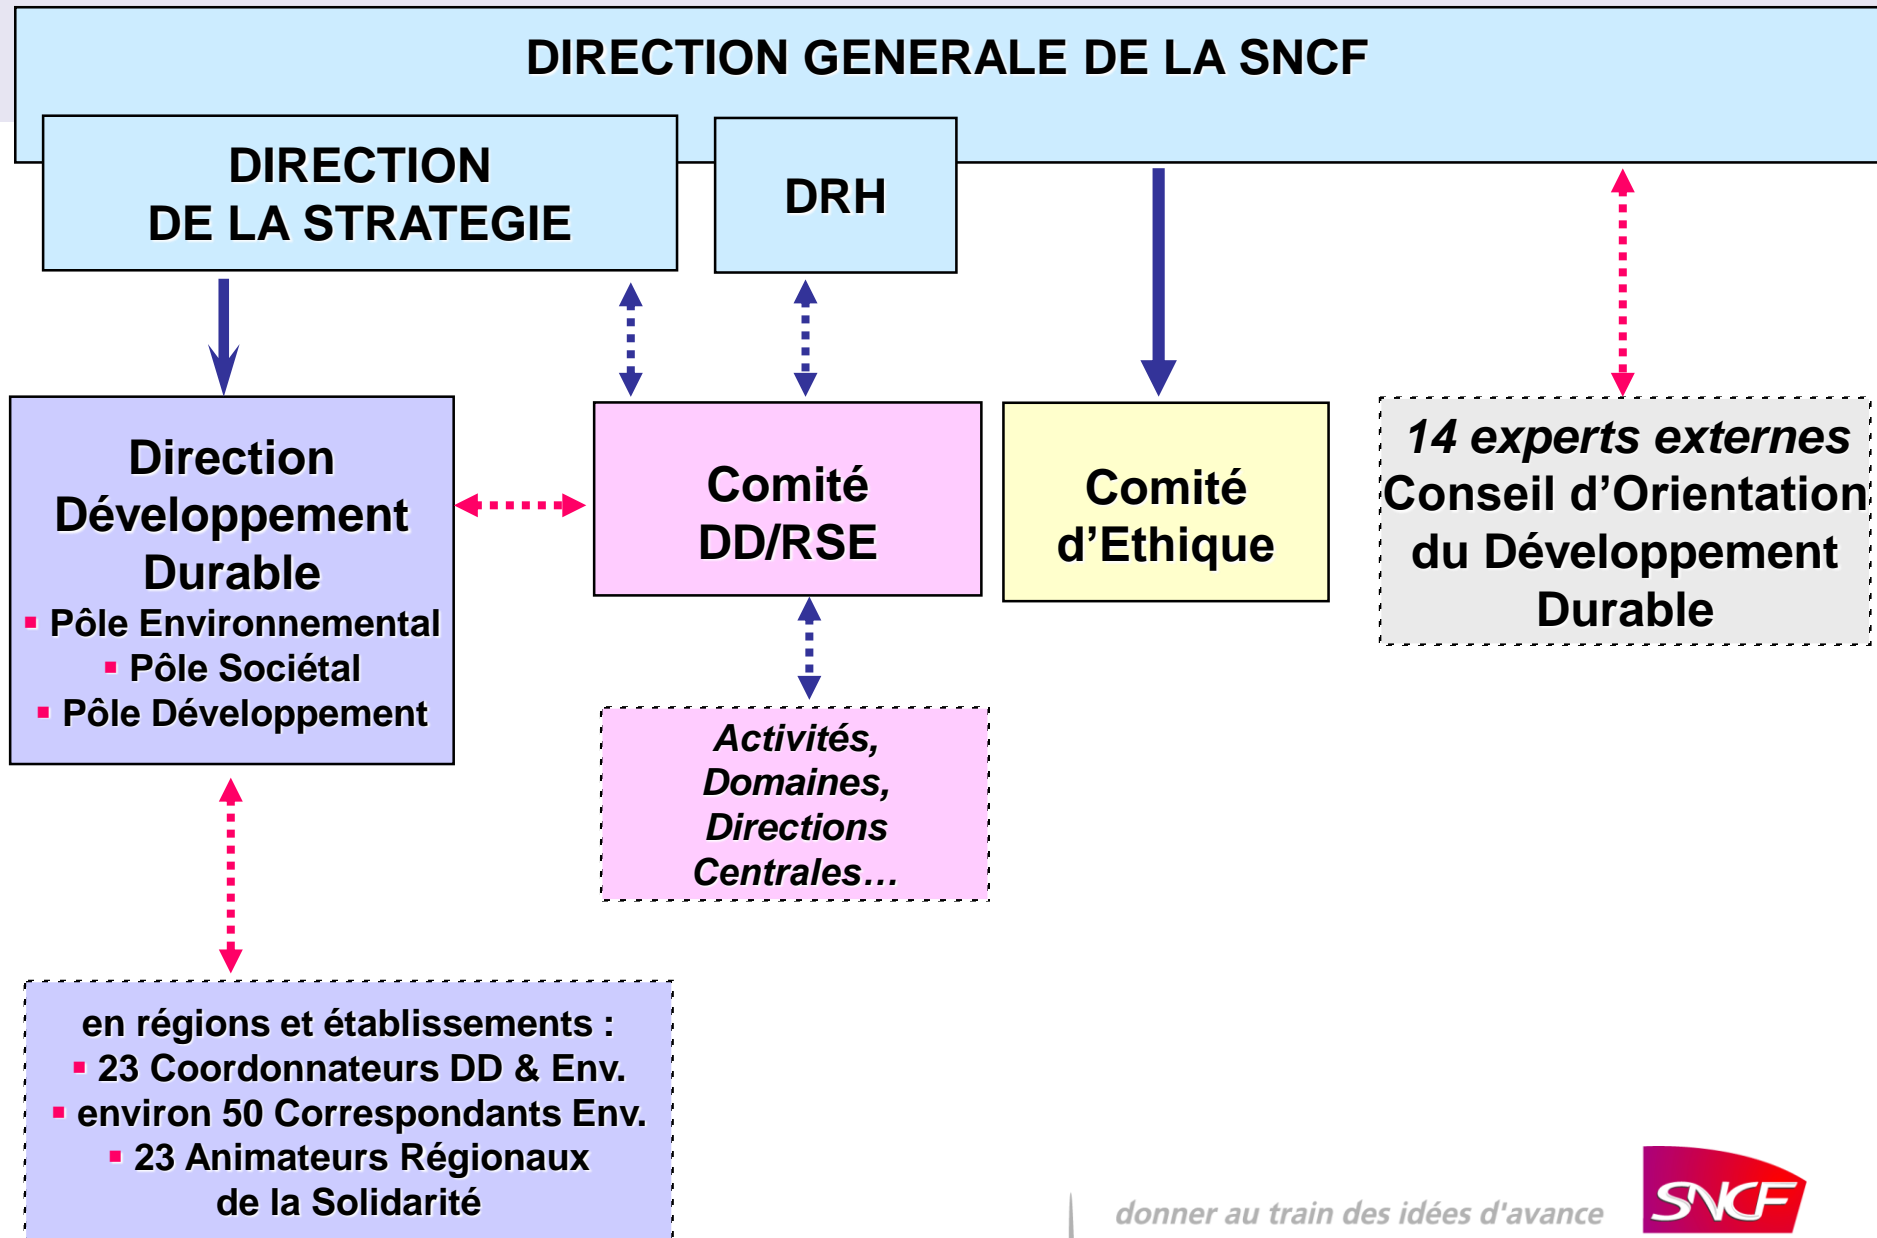 DIRECTION GENERALE DE LA SNCF
DIRECTION
DE LA STRATEGIE
DRH
Direction
Développement
Durable
▪ Pôle Environnemental
▪ Pôle Sociétal
▪ Pôle Développement
Comité
DD/RSE
Comité
d’Ethique
14 experts externes
Conseil d’Orientation
du Développement
Durable
Activités,
Domaines,
Directions
Centrales…
en régions et établissements :
▪ 23 Coordonnateurs DD & Env.
▪ environ 50 Correspondants Env.
▪ 23 Animateurs Régionaux
de la Solidarité
donner au train des idées d'avance
SNCF